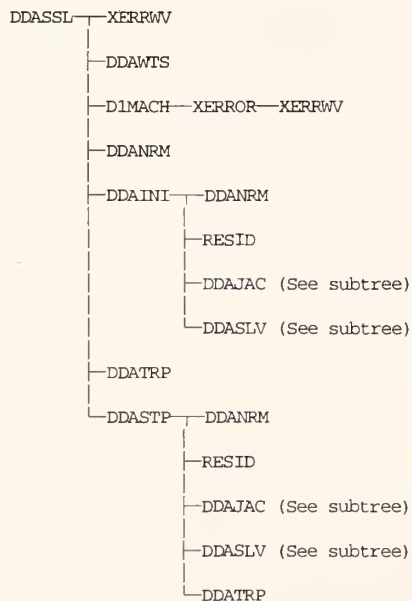 DDASSL XERRWV
DDAWTS
D1MACH XERROR XERRWV
DDANRM
DDAINI DDANRM
RESID
DDAJAC (See subtree)
DDASLV (See subtree)
DDATRP
DDASTP DDANRM
RESID
DDAJAC (See subtree)
DDASLV (See subtree)
DDATRP